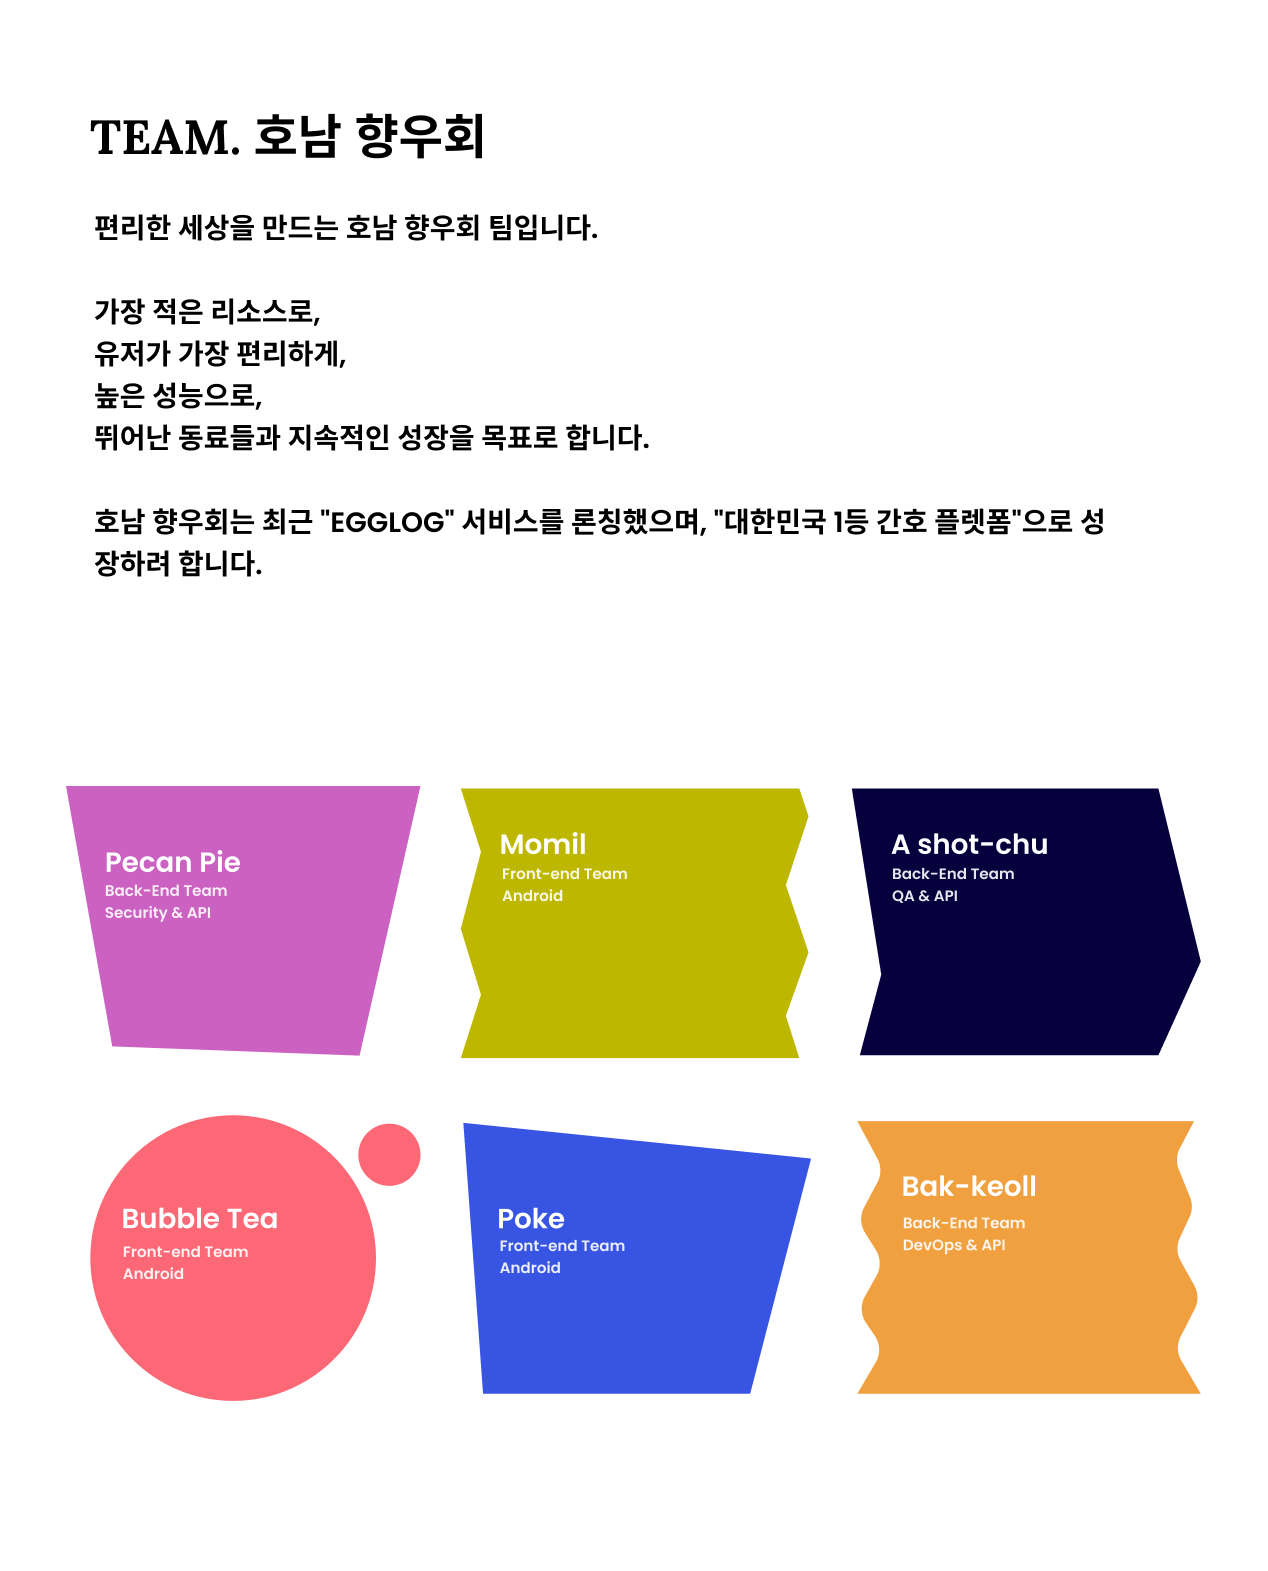 TEAM. 호남 향우회
편리한 세상을 만드는 호남 향우회 팀입니다.
가장 적은 리소스로,
유저가 가장 편리하게,
높은 성능으로,
뛰어난 동료들과 지속적인 성장을 목표로 합니다.
호남 향우회는 최근 "EGGLOG" 서비스를 론칭했으며, "대한민국 1등 간호 플렛폼"으로 성
장하려 합니다.
Pecan Pie
Back-End Team
Security & API
Momil
Front-end Team
Android
A shot-chu
Back-End Team
QA & API
Bubble Tea
Front-end Team
Android
Poke
Front-end Team
Android
Bak-keoll
Back-End Team
DevOps & API